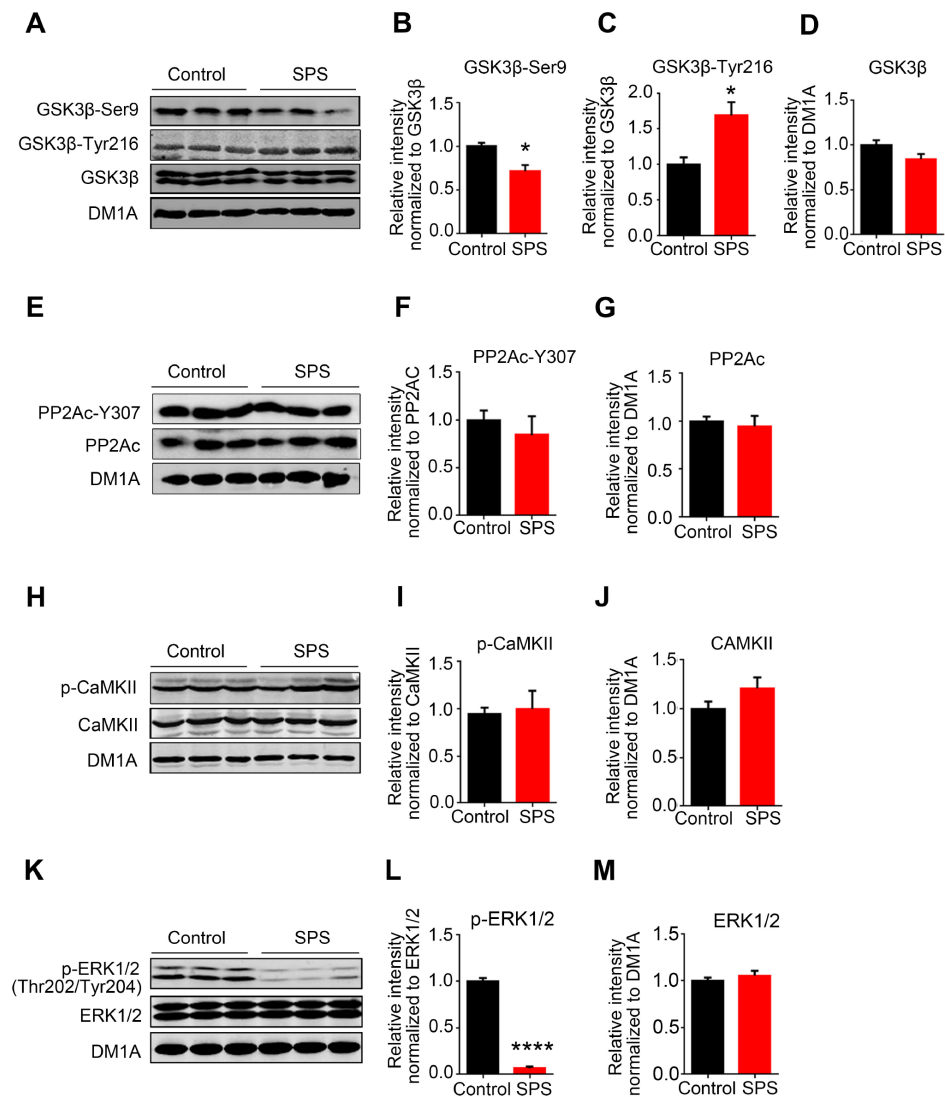 A
Control SPS
GSK3β-Ser9
GSK3β-Tyr216
GSK3β
DM1A
B
GSK3β-Ser9
Relative intensity
normalized to GSK3β
1.5
1.0
0.5
0.0
*
Control SPS
C
GSK3β-Tyr216
Relative intensity
normalized to GSK3β
2.0
1.5
1.0
0.5
0.0
*
Control SPS
D
GSK3β
Relative intensity
normalized to DM1A
1.5
1.0
0.5
0.0
Control SPS
E
Control SPS
PP2Ac-Y307
PP2Ac
DM1A
F
PP2Ac-Y307
Relative intensity
normalized to PP2AC
1.5
1.0
0.5
0.0
Control SPS
G
PP2Ac
Relative intensity
normalized to DM1A
1.5
1.0
0.5
0.0
Control SPS
H
Control SPS
p-CaMKII
CaMKII
DM1A
I
p-CaMKII
Relative intensity
normalized to CaMKII
1.5
1.0
0.5
0.0
Control SPS
J
CAMKII
Relative intensity
normalized to DM1A
1.5
1.0
0.5
0.0
Control SPS
K
Control SPS
p-ERK1/2
(Thr202/Tyr204)
ERK1/2
DM1A
L
p-ERK1/2
Relative intensity
normalized to ERK1/2
1.5
1.0
0.5
0.0
****
Control SPS
M
ERK1/2
Relative intensity
normalized to DM1A
1.5
1.0
0.5
0.0
Control SPS